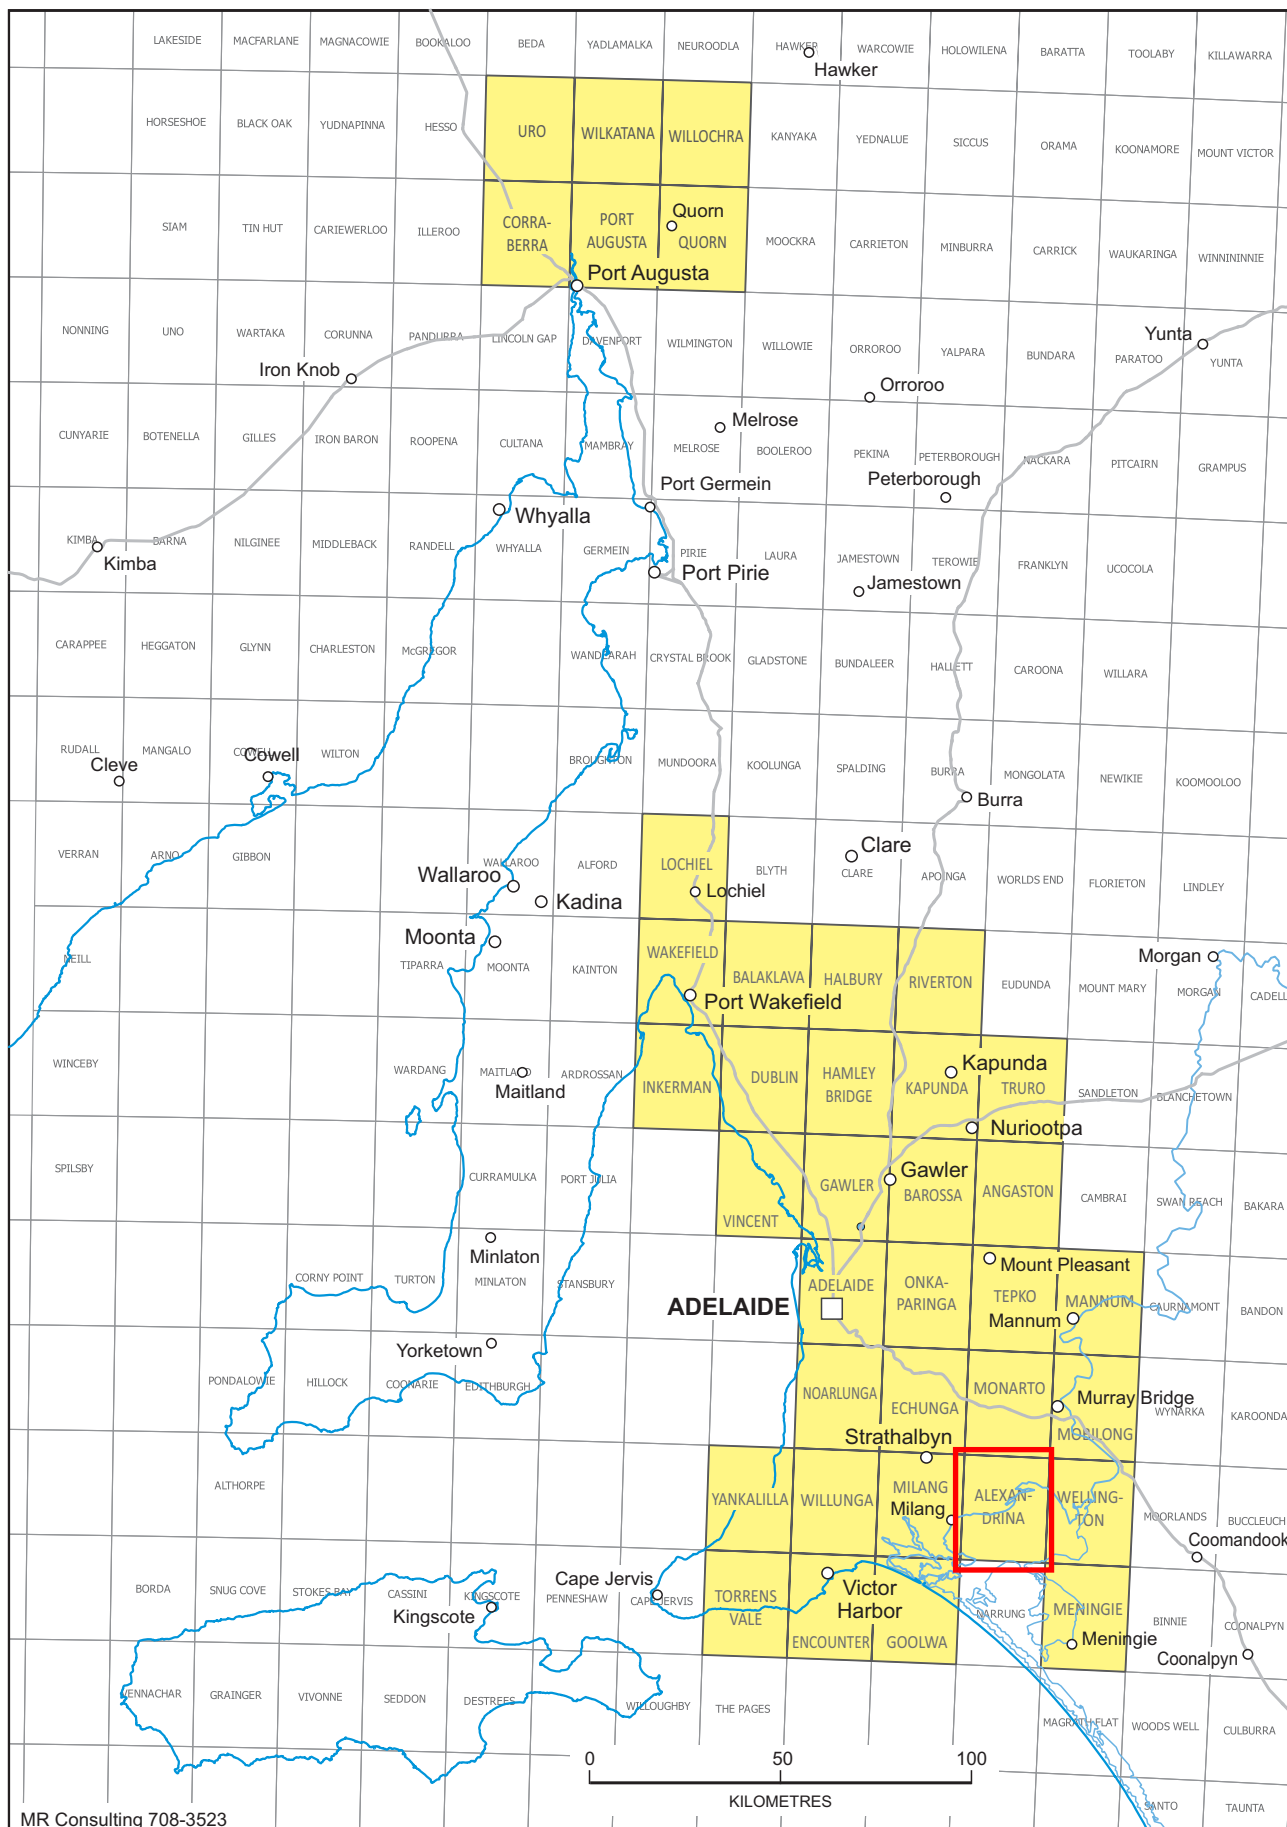 LAKESIDE
MACFARLANE
MAGNACOWIE
BOOKALOO
BEDA
YADLAMALKA
NEUROODLA
HAWKER
WARCOWIE
HOLOWILENA
BARATTA
TOOLABY
KILLAWARRA
Hawker
HORSESHOE
BLACK OAK
YUDNAPINNA
HESSO
URO
WILKATANA
WILLOCHRA
KANYAKA
YEDNALUE
SICCUS
ORAMA
KOONAMORE
MOUNT VICTOR
SIAM
TIN HUT
CARIEWERLOO
ILLEROO
CORRA-
BERRA
PORT
AUGUSTA
Quorn
QUORN
MOOCKRA
CARRIETON
MINBURRA
CARRICK
WAUKARINGA
WINNININNIE
Port Augusta
NONNING
UNO
WARTAKA
CORUNNA
PANDURRA
LINCOLN GAP
DAVENPORT
WILMINGTON
WILLOWIE
ORROROO
YALPARA
BUNDARA
PARATOO
YUNTA
Yunta
Iron Knob
Orroroo
Melrose
CUNYARIE
BOTENELLA
GILLES
IRON BARON
ROOPENA
CULTANA
MAMBRAY
MELROSE
BOOLEROO
PEKINA
PETERBOROUGH
NACKARA
PITCAIRN
GRAMPUS
Port Germein
Peterborough
Whyalla
KIMBA
Kimba
BARNA
NILGINEE
MIDDLEBACK
RANDELL
WHYALLA
GERMEIN
PIRIE
LAURA
JAMESTOWN
TEROWIE
FRANKLYN
UCOCOLA
Port Pirie
Jamestown
CARAPPEE
HEGGATON
GLYNN
CHARLESTON
McGREGOR
WANDEARAH
CRYSTAL BROOK
GLADSTONE
BUNDALEER
HALLETT
CAROONA
WILLARA
RUDALL
MANGALO
COWELL
WILTON
BROUGHTON
MUNDOORA
KOOLUNGA
SPALDING
BURRA
MONGOLATA
NEWIKIE
KOOMOOLOO
Cleve
Cowell
Burra
VERRAN
ARNO
GIBBON
WALLAROO
ALFORD
LOCHIEL
BLYTH
Clare
CLARE
APOINGA
WORLDS END
FLORIETON
LINDLEY
Wallaroo
Kadina
Lochiel
Moonta
NEILL
TIPARRA
MOONTA
KAINTON
WAKEFIELD
BALAKLAVA
HALBURY
RIVERTON
EUDUNDA
MOUNT MARY
Morgan
MORGAN
CADELL
Port Wakefield
WINCEBY
WARDANG
MAITLAND
Maitland
ARDROSSAN
INKERMAN
DUBLIN
HAMLEY
BRIDGE
Kapunda
KAPUNDA
TRURO
SANDLETON
BLANCHETOWN
Nuriootpa
SPILSBY
CURRAMULKA
PORT JULIA
VINCENT
GAWLER
Gawler
BAROSSA
ANGASTON
CAMBRAI
SWAN REACH
BAKARA
Minlaton
CORNY POINT
TURTON
MINLATON
STANSBURY
ADELAIDE
ADELAIDE
ONKA-
PARINGA
Mount Pleasant
TEPKO
Mannum
MANNUM
CAURNAMONT
BANDON
Yorketown
PONDALOWIE
HILLOCK
COONARIE
EDITHBURGH
NOARLUNGA
ECHUNGA
MONARTO
Murray Bridge
MOBILONG
WYNARKA
KAROONDA
Strathalbyn
ALTHORPE
YANKALILLA
WILLUNGA
MILANG
Milang
ALEXAN-
DRINA
WELLING-
TON
MOORLANDS
BUCCLEUCH
Coomandook
BORDA
SNUG COVE
STOKES BAY
CASSINI
KINGSCOTE
Kingscote
PENNESHAW
Cape Jervis
CAPE JERVIS
TORRENS
VALE
Victor
Harbor
ENCOUNTER
GOOLWA
NARRUNG
MENINGIE
Meningie
BINNIE
COONALPYN
Coonalpyn
VENNACHAR
GRAINGER
VIVONNE
SEDDON
DESTREES
WILLOUGHBY
THE PAGES
MAGRATH FLAT
WOODS WELL
CULBURRA
0
50
100
KILOMETRES
SANTO
TAUNTA
MR Consulting 708-3523